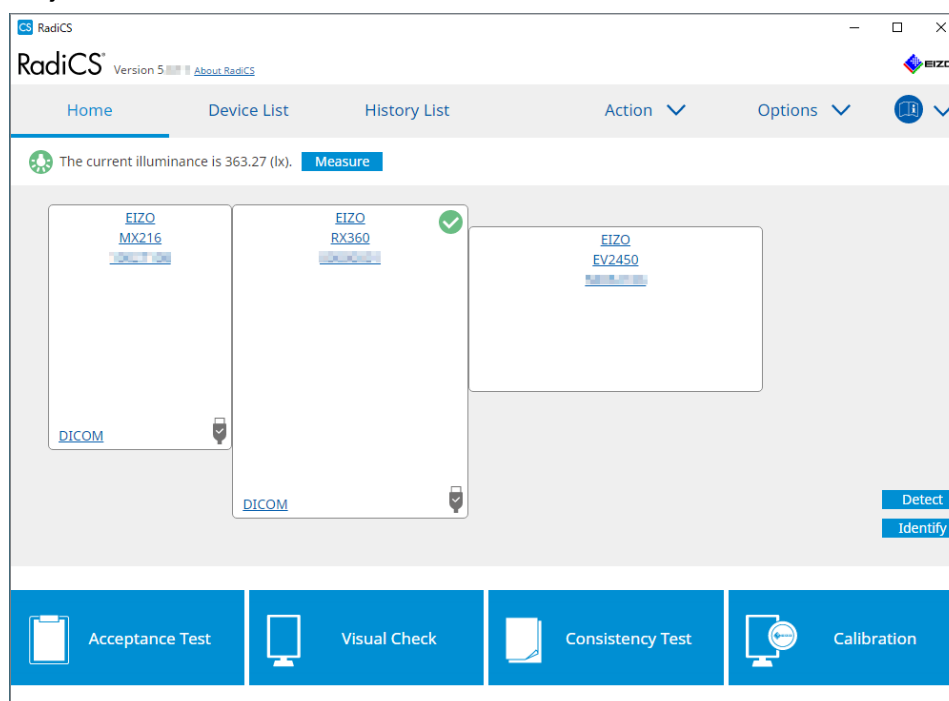 CS RadiCS
RadiCS® Version 5. About RadiCS
EIZO
Home Device List History List Action Options
The current illuminance is 363.27 (lx). Measure
EIZO
MX216
DICOM
EIZO
RX360
DICOM
EIZO
EV2450
Detect
Identify
Acceptance Test Visual Check Consistency Test Calibration